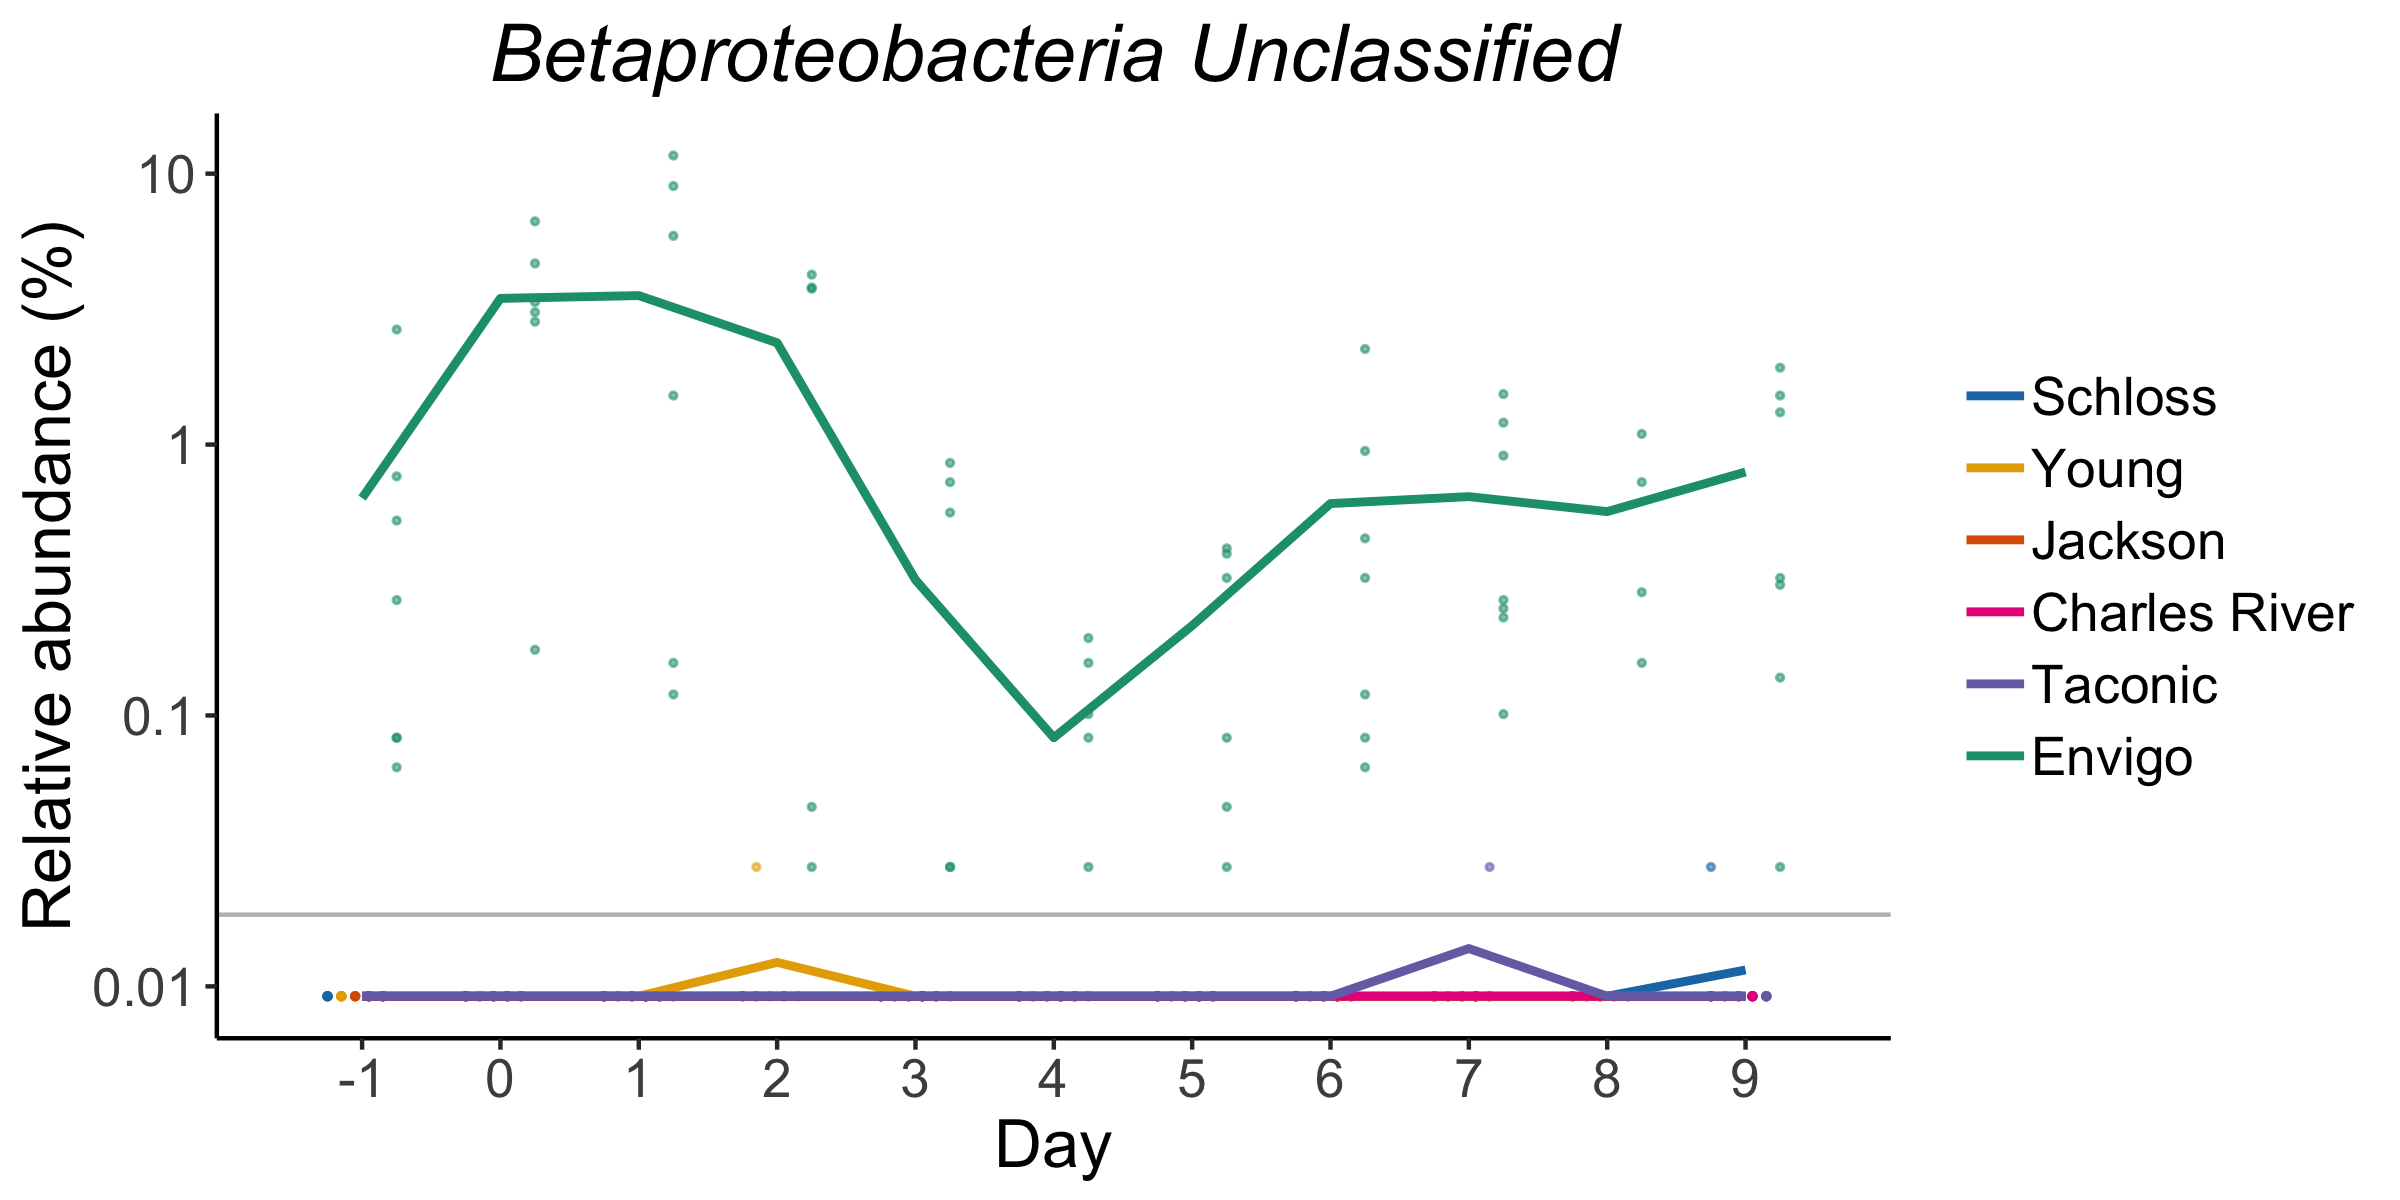 Betaproteobacteria Unclassified
Relative abundance (%)
10
1
0.1
0.01
-1 0 1 2 3 4 5 6 7 8 9
Day
Schloss
Young
Jackson
Charles River
Taconic
Envigo